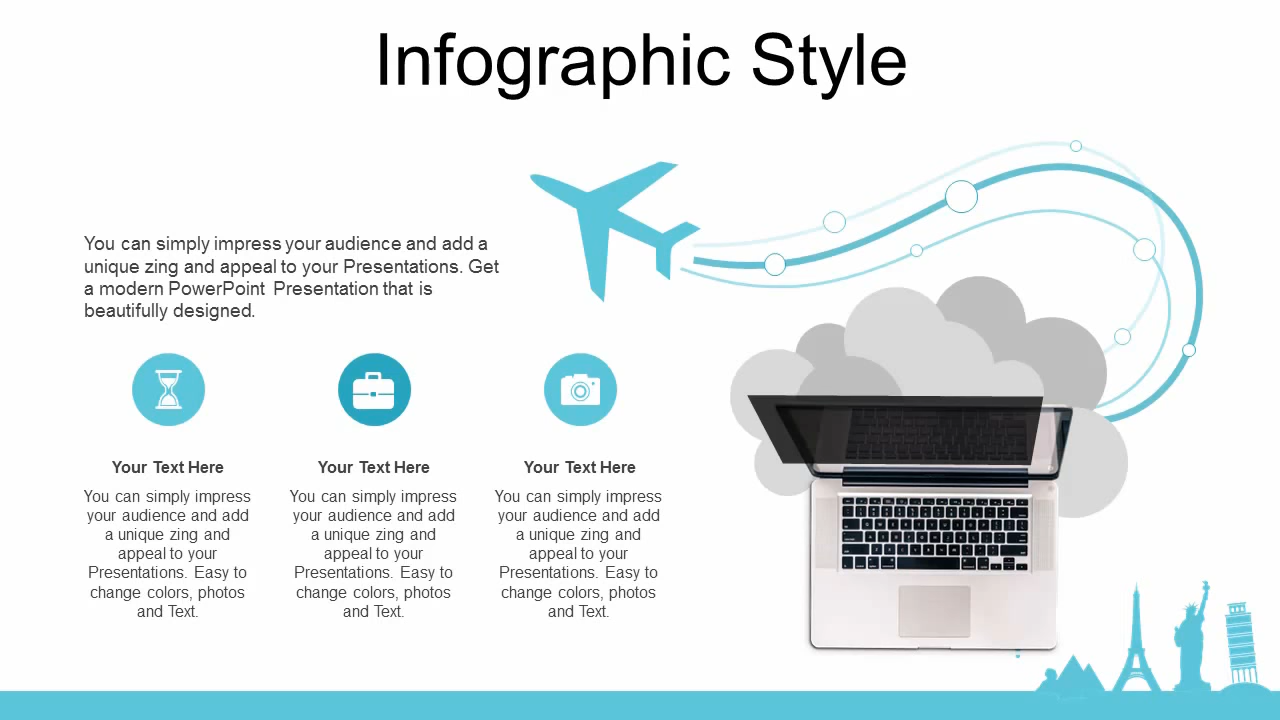 Infographic Style
You can simply impress your audience and add a
unique zing and appeal to your Presentations. Get
a modern PowerPoint Presentation that is
beautifully designed.
Your Text Here
You can simply impress
your audience and add
a unique zing and
appeal to your
Presentations. Easy to
change colors, photos
and Text.
Your Text Here
You can simply impress
your audience and add
a unique zing and
appeal to your
Presentations. Easy to
change colors, photos
and Text.
Your Text Here
You can simply impress
your audience and add
a unique zing and
appeal to your
Presentations. Easy to
change colors, photos
and Text.